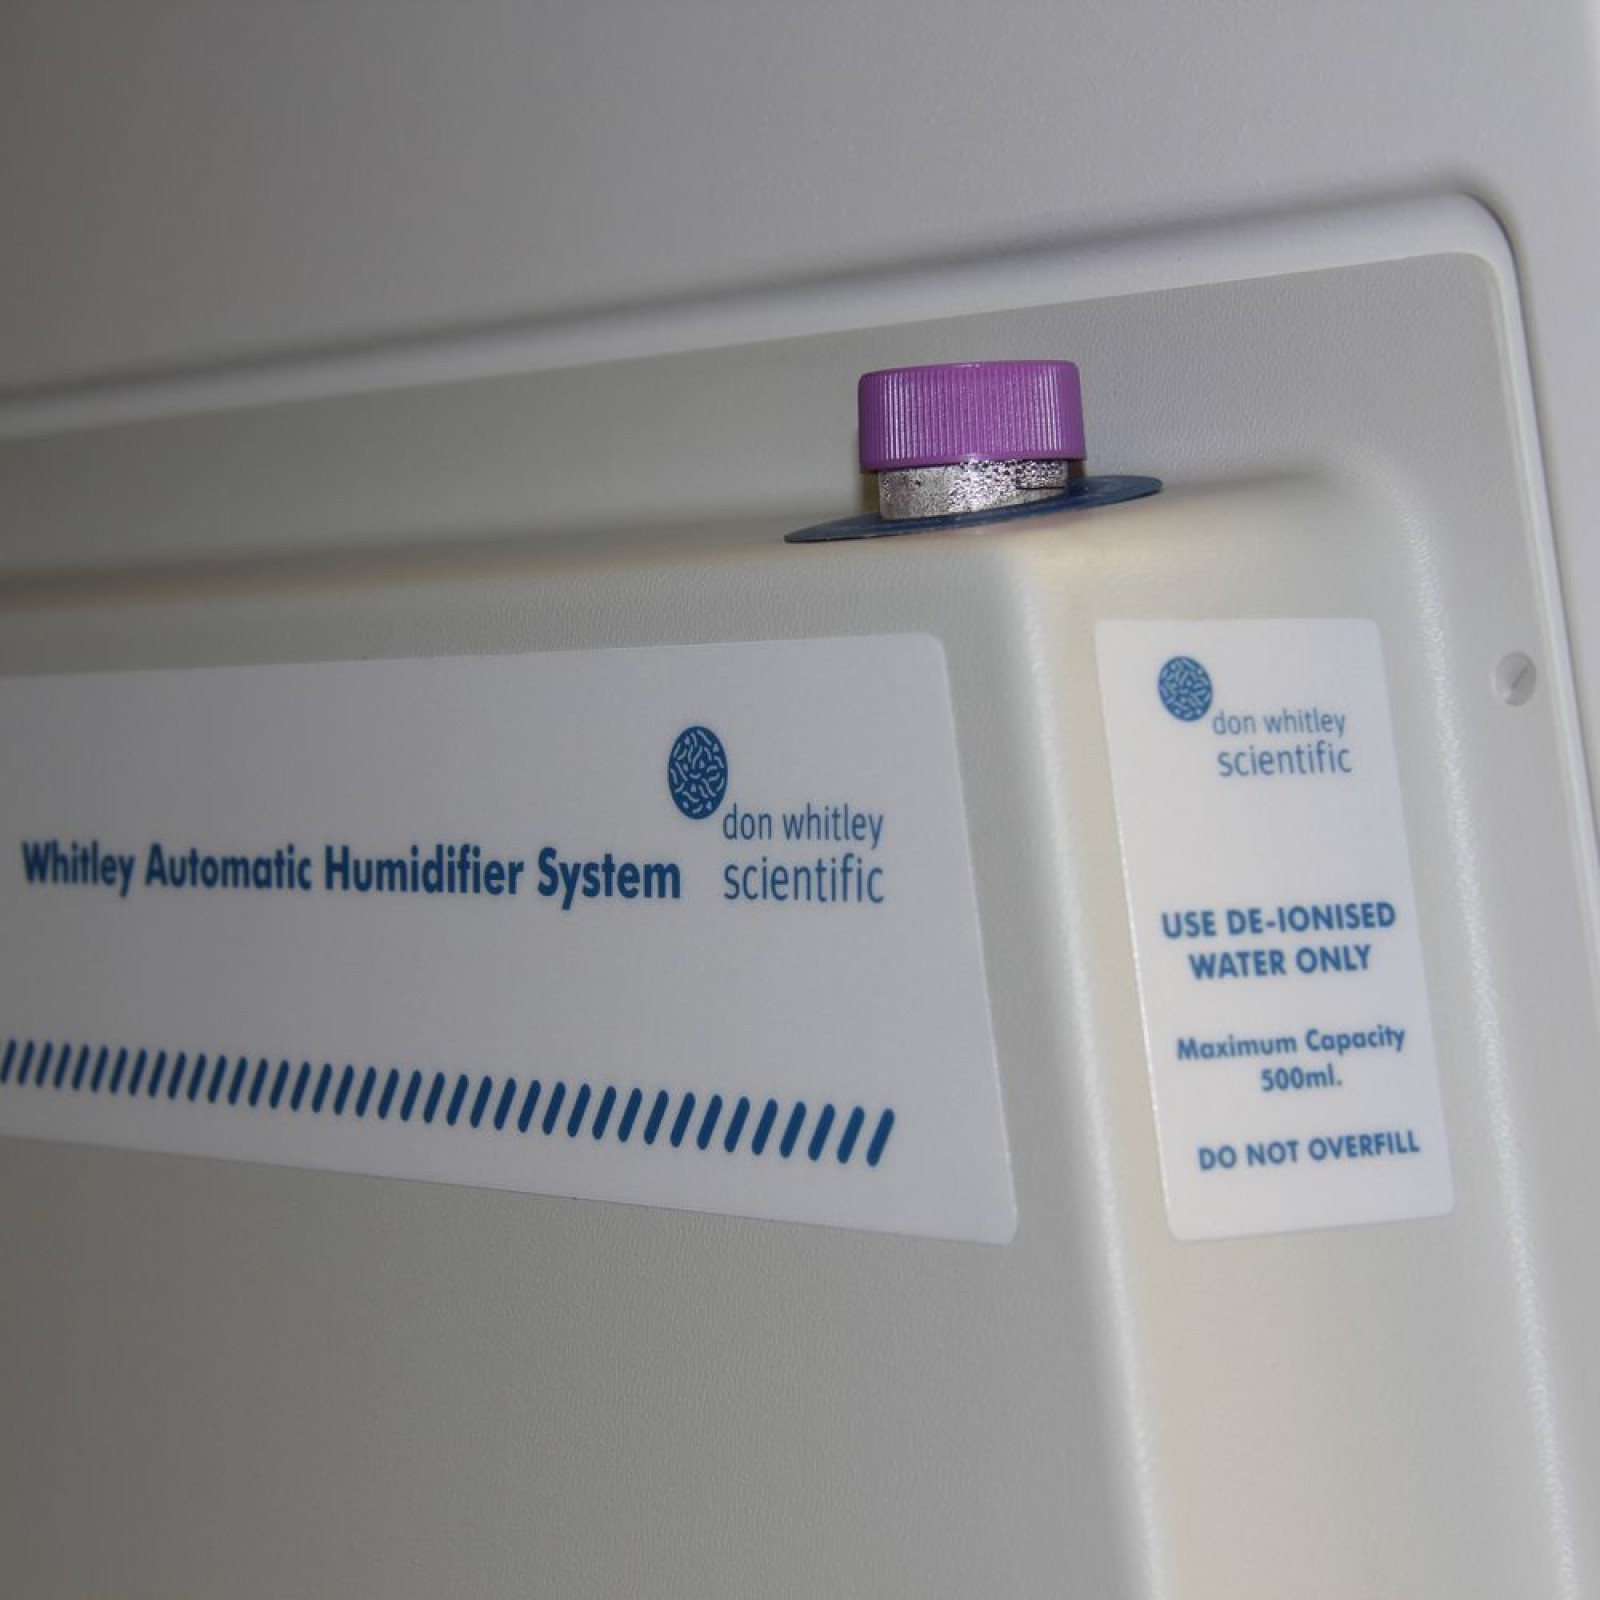 Whitley Automatic Humidifier System
don whitley
scientific
don whitley
scientific
USE DE-IONISED
WATER ONLY
Maximum Capacity
500ml.
DO NOT OVERFILL